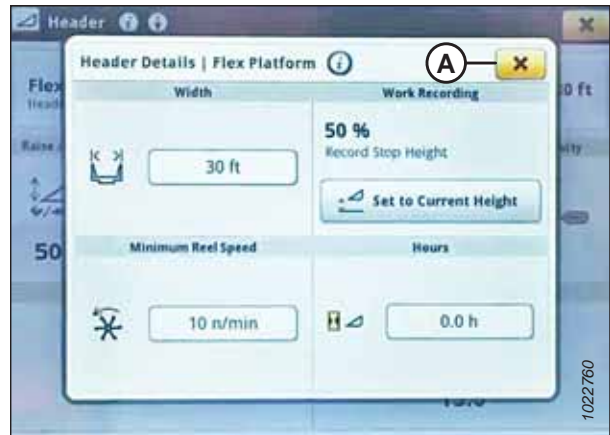 Header
Header Details | Flex Platform
A
Flex
30 ft
Width
Work Recording
50 %
Record Stop Height
30 ft
Set to Current Height
50
Minimum Reel Speed
Hours
10 n/min
0.0 h
1022760